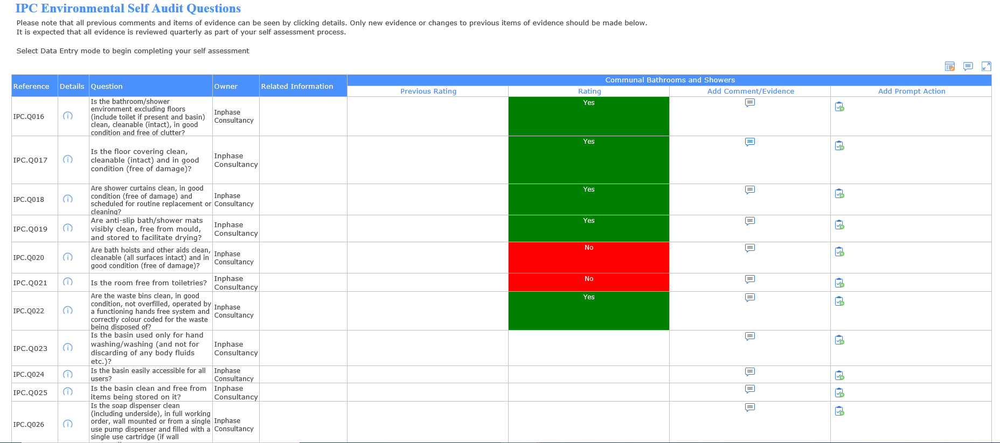 IPC Environmental Self Audit Questions
Please note that all previous comments and items of evidence can be seen by clicking details. Only new evidence or changes to previous items of evidence should be made below.
It is expected that all evidence is reviewed quarterly as part of your self assessment process.
Select Data Entry mode to begin completing your self assessment
Reference Details Question Owner Related Information Communal Bathrooms and Showers
Previous Rating Rating Add Comment/Evidence Add Prompt Action
IPC.Q016
Is the bathroom/shower
environment excluding floors
(include toilet if present and basin)
clean, cleanable (intact), in good
condition and free of clutter?
Inphase
Consultancy
Yes
IPC.Q017
Is the floor covering clean,
cleanable (intact) and in good
condition (free of damage)?
Inphase
Consultancy
Yes
IPC.Q018
Are shower curtains clean, in good
condition (free of damage) and
scheduled for routine replacement or
cleaning?
Inphase
Consultancy
Yes
IPC.Q019
Are anti-slip bath/shower mats
visibly clean, free from mould,
and stored to facilitate drying?
Inphase
Consultancy
Yes
IPC.Q020
Are bath hoists and other aids clean,
cleanable (all surfaces intact) and in
good condition (free of damage)?
Inphase
Consultancy
No
IPC.Q021
Is the room free from toiletries?
Inphase
Consultancy
No
IPC.Q022
Are the waste bins clean, in good
condition, not overfilled, operated by
a functioning hands free system and
correctly colour coded for the waste
being disposed of?
Inphase
Consultancy
Yes
IPC.Q023
Is the basin used only for hand
washing/washing (and not for
discarding of any body fluids
etc.)?
Inphase
Consultancy
IPC.Q024
Is the basin easily accessible for all
users?
Inphase
Consultancy
IPC.Q025
Is the basin clean and free from
items being stored on it?
Inphase
Consultancy
IPC.Q026
Is the soap dispenser clean
(including underside), in full working
order, wall mounted or from a single
use pump dispenser and filled with a
single use cartridge (if wall
Inphase
Consultancy